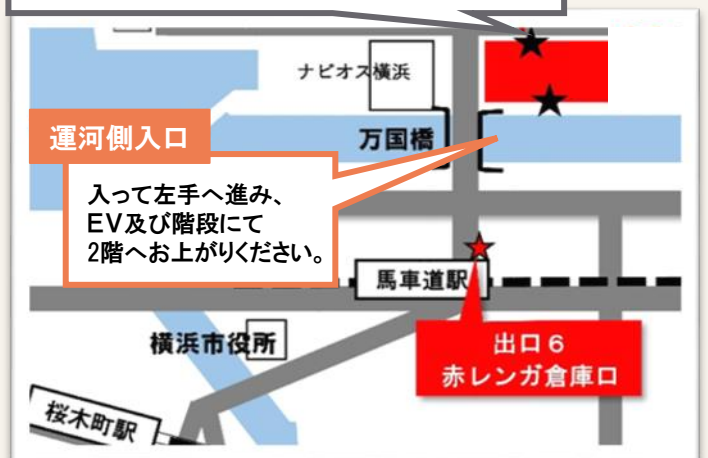 ナビオス横浜
運河側入口
万国橋
入って左手へ進み、
EV及び階段にて
2階へお上がりください。
馬車道駅
横浜市役所
出口6
赤レンガ倉庫口
桜木町駅